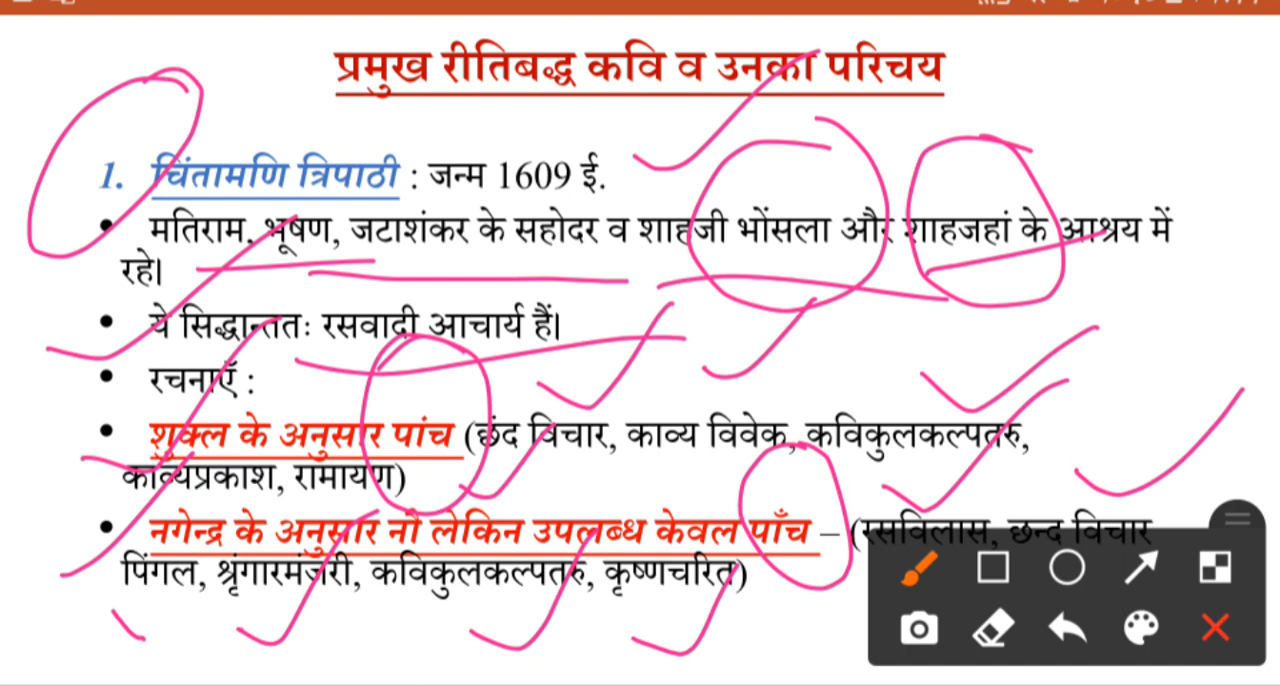 प्रमुख रीतिबद्ध कवि व उनका परिचय
1. चिंतामणि त्रिपाठी : जन्म 1609 ई.
• मतिराम, भूषण, जटाशंकर के सहोदर व शाहजी भोंसला और शाहजहां के आश्रय में
रहे।
• ये सिद्धान्ततः रसवादी आचार्य हैं।
• रचनाएँ :
• शुक्ल के अनुसार पांच (छंद विचार, काव्य विवेक, कविकुलकल्पतरु,
काव्यप्रकाश, रामायण)
• नगेन्द्र के अनुसार नौ लेकिन उपलब्ध केवल पाँच – (रसविलास, छन्द विचार
पिंगल, श्रृंगारमंजरी, कविकुलकल्पतरु, कृष्णचरित)